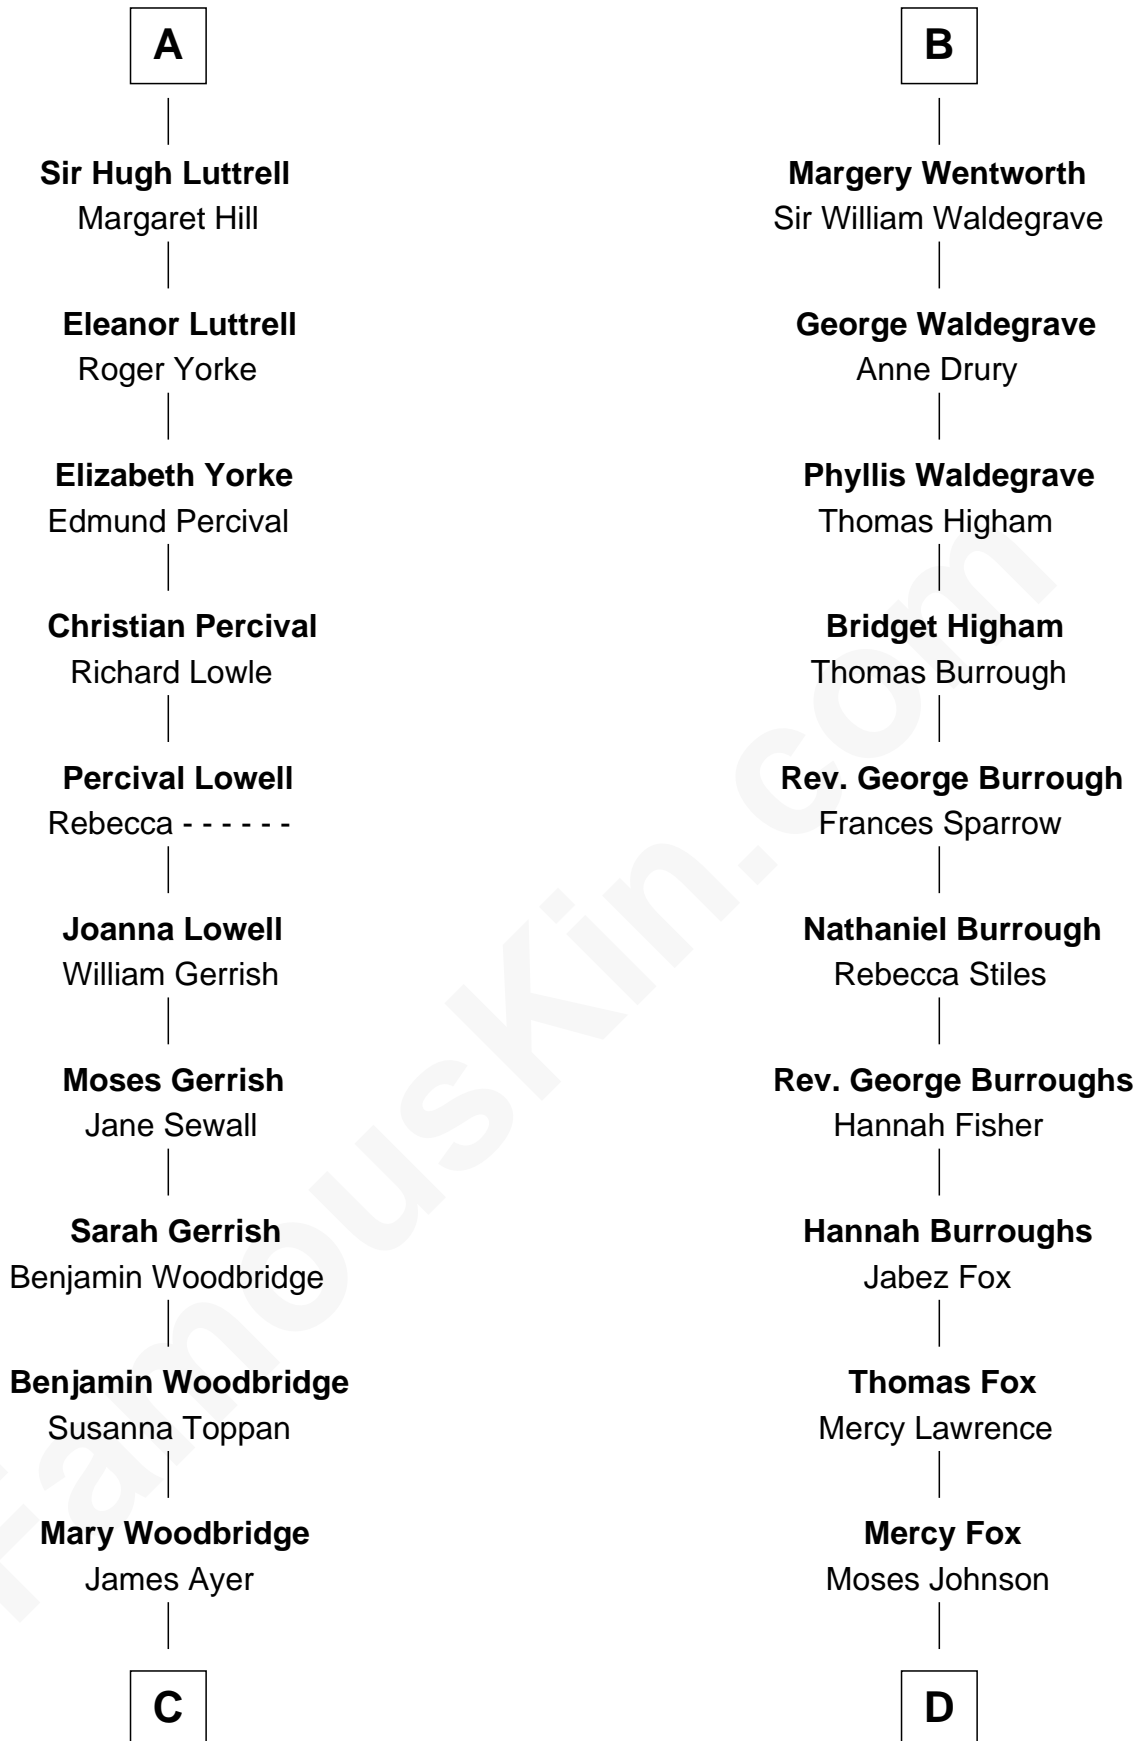 A
Sir Hugh Luttrell
Margaret Hill
Eleanor Luttrell
Roger Yorke
Elizabeth Yorke
Edmund Percival
Christian Percival
Richard Lowle
Percival Lowell
Rebecca - - - - - -
Joanna Lowell
William Gerrish
Moses Gerrish
Jane Sewall
Sarah Gerrish
Benjamin Woodbridge
Benjamin Woodbridge
Susanna Toppan
Mary Woodbridge
James Ayer
C
B
Margery Wentworth
Sir William Waldegrave
George Waldegrave
Anne Drury
Phyllis Waldegrave
Thomas Higham
Bridget Higham
Thomas Burrough
Rev. George Burrough
Frances Sparrow
Nathaniel Burrough
Rebecca Stiles
Rev. George Burroughs
Hannah Fisher
Hannah Burroughs
Jabez Fox
Thomas Fox
Mercy Lawrence
Mercy Fox
Moses Johnson
D
FamousKin.com